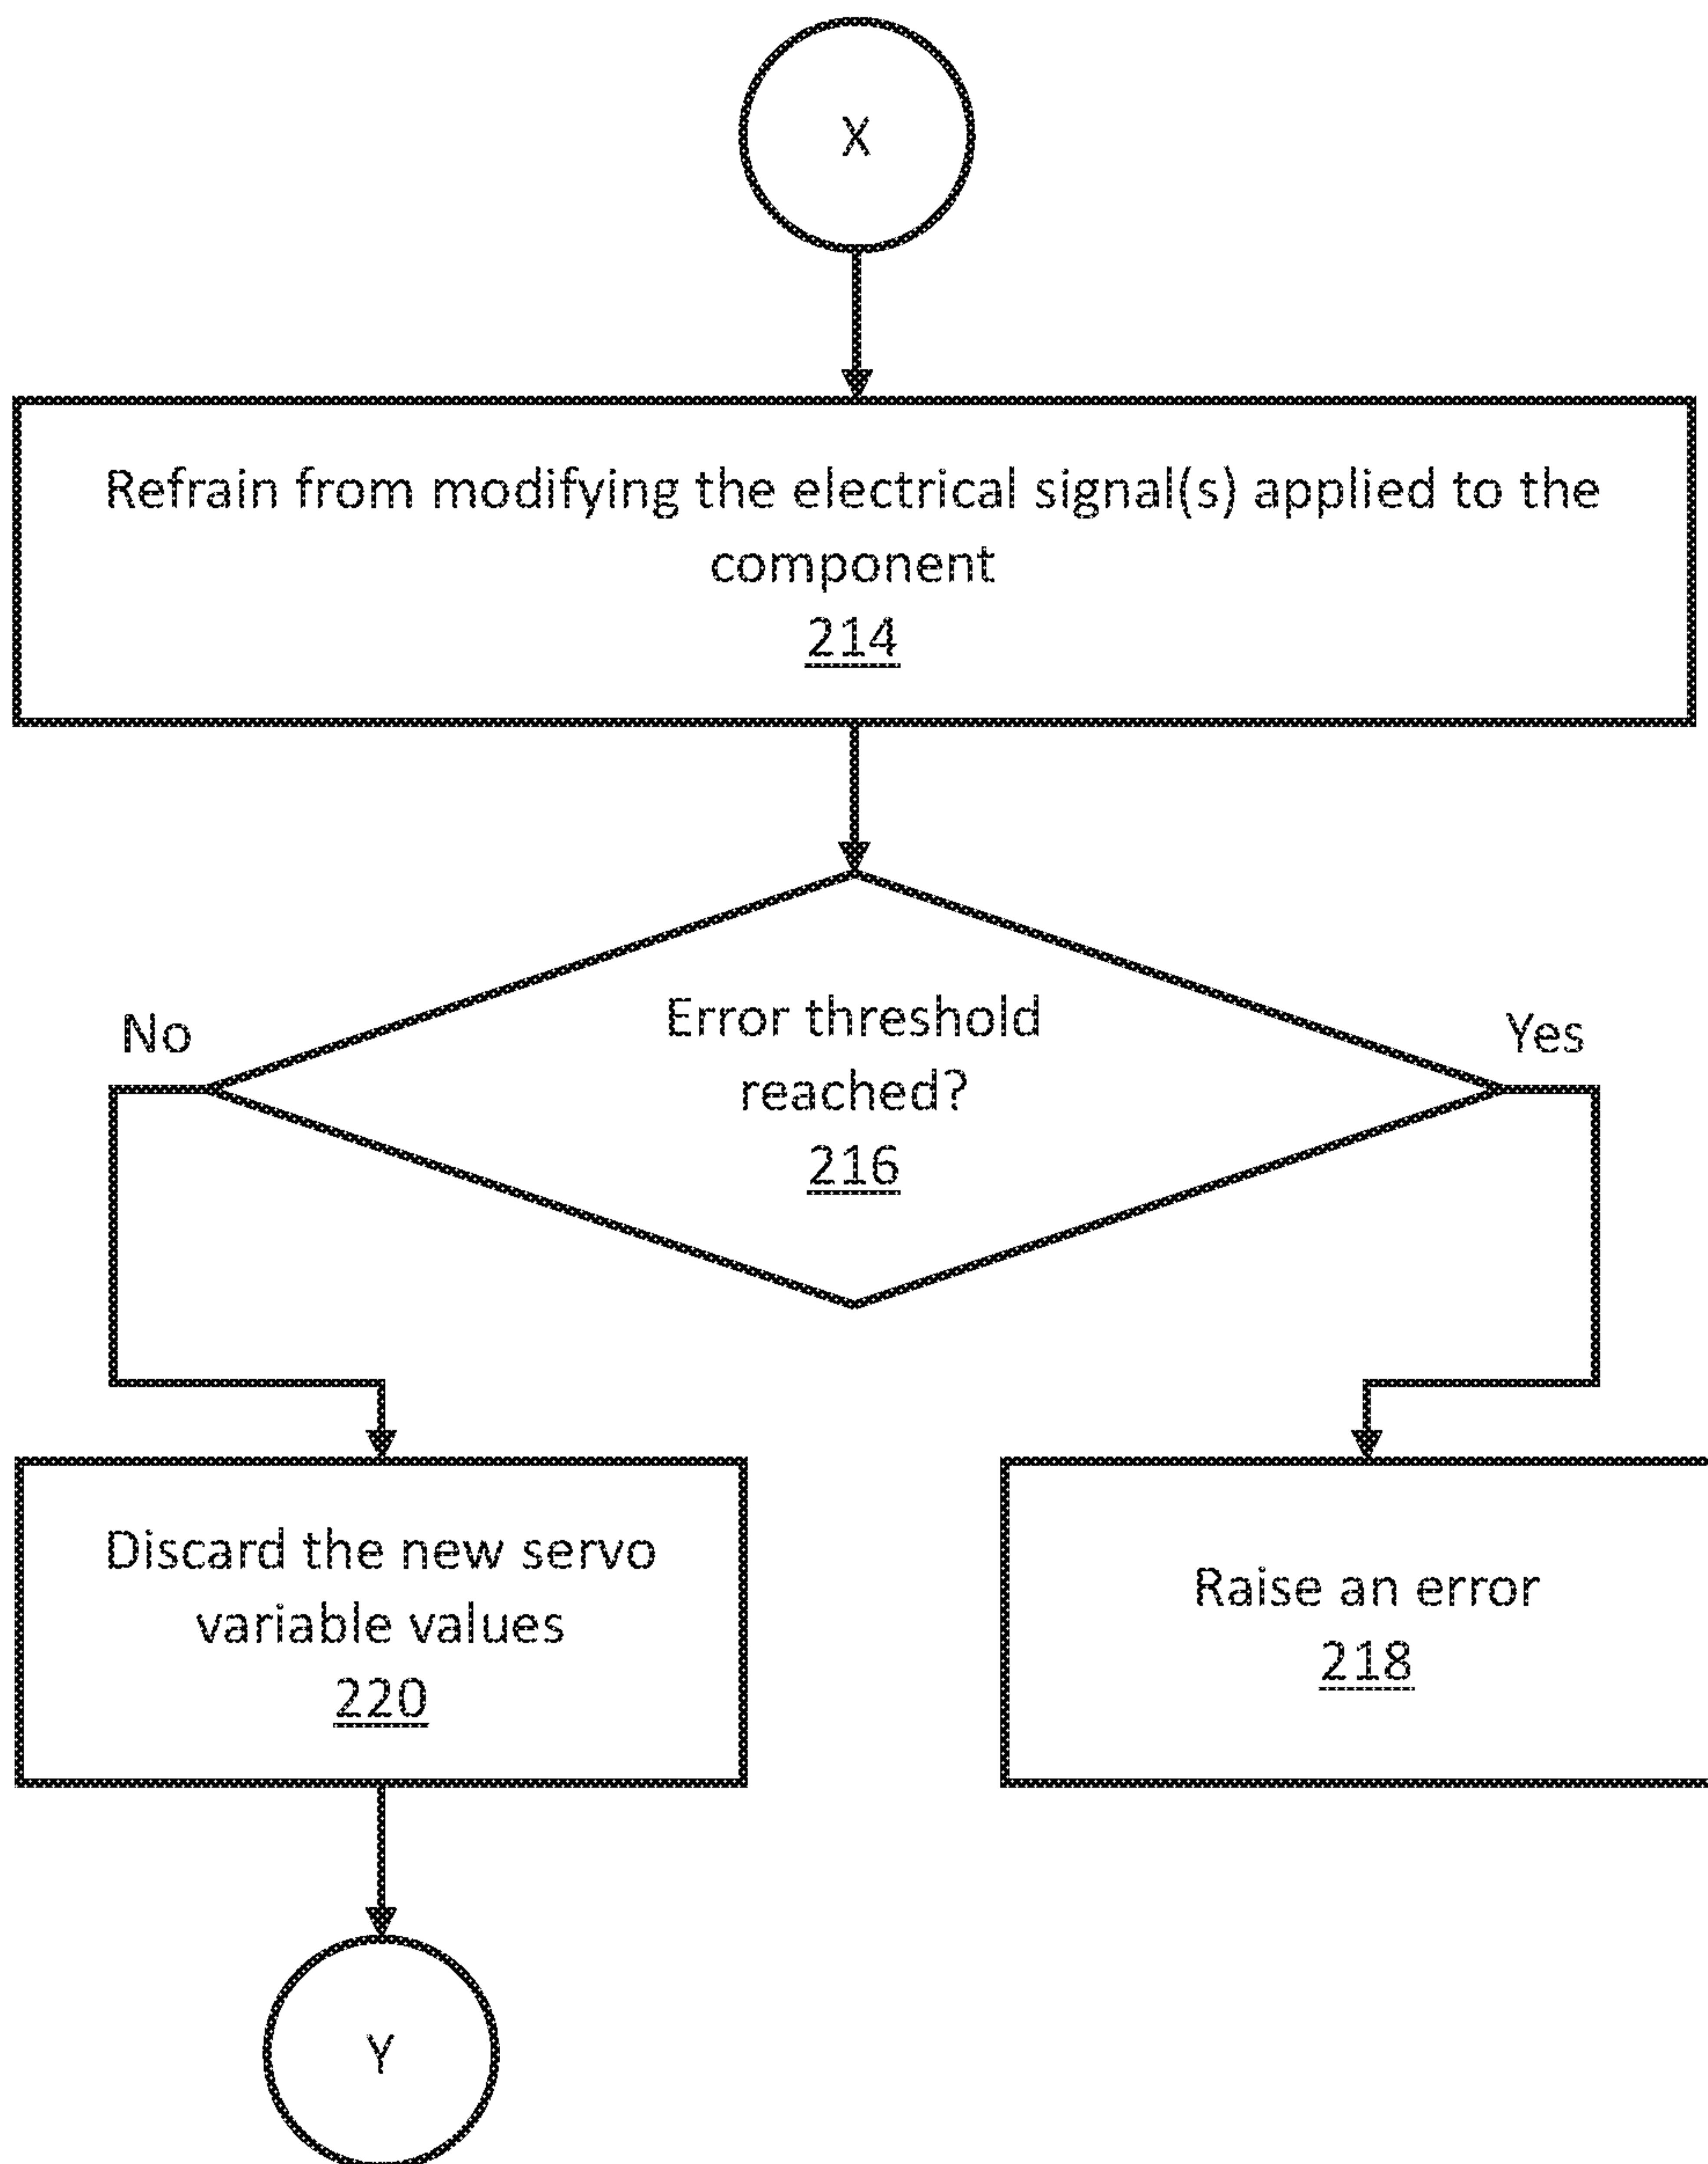 X
Refrain from modifying the electrical signal(s) applied to the
component
214
Error threshold
reached?
216
No
Yes
Discard the new servo
variable values
220
Raise an error
218
Y